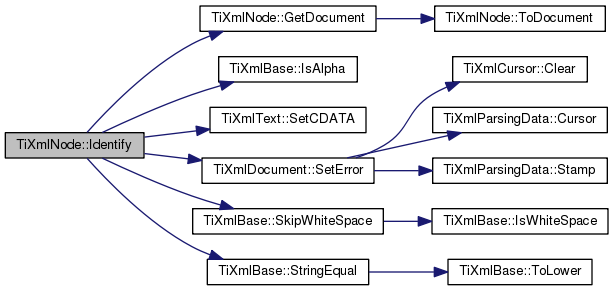 TiXmlNode::GetDocument
TiXmlNode::ToDocument
TiXmlBase::IsAlpha
TiXmlCursor::Clear
TiXmlText::SetCDATA
TiXmlParsingData::Cursor
TiXmlNode::Identify
TiXmlDocument::SetError
TiXmlParsingData::Stamp
TiXmlBase::SkipWhiteSpace
TiXmlBase::IsWhiteSpace
TiXmlBase::StringEqual
TiXmlBase::ToLower